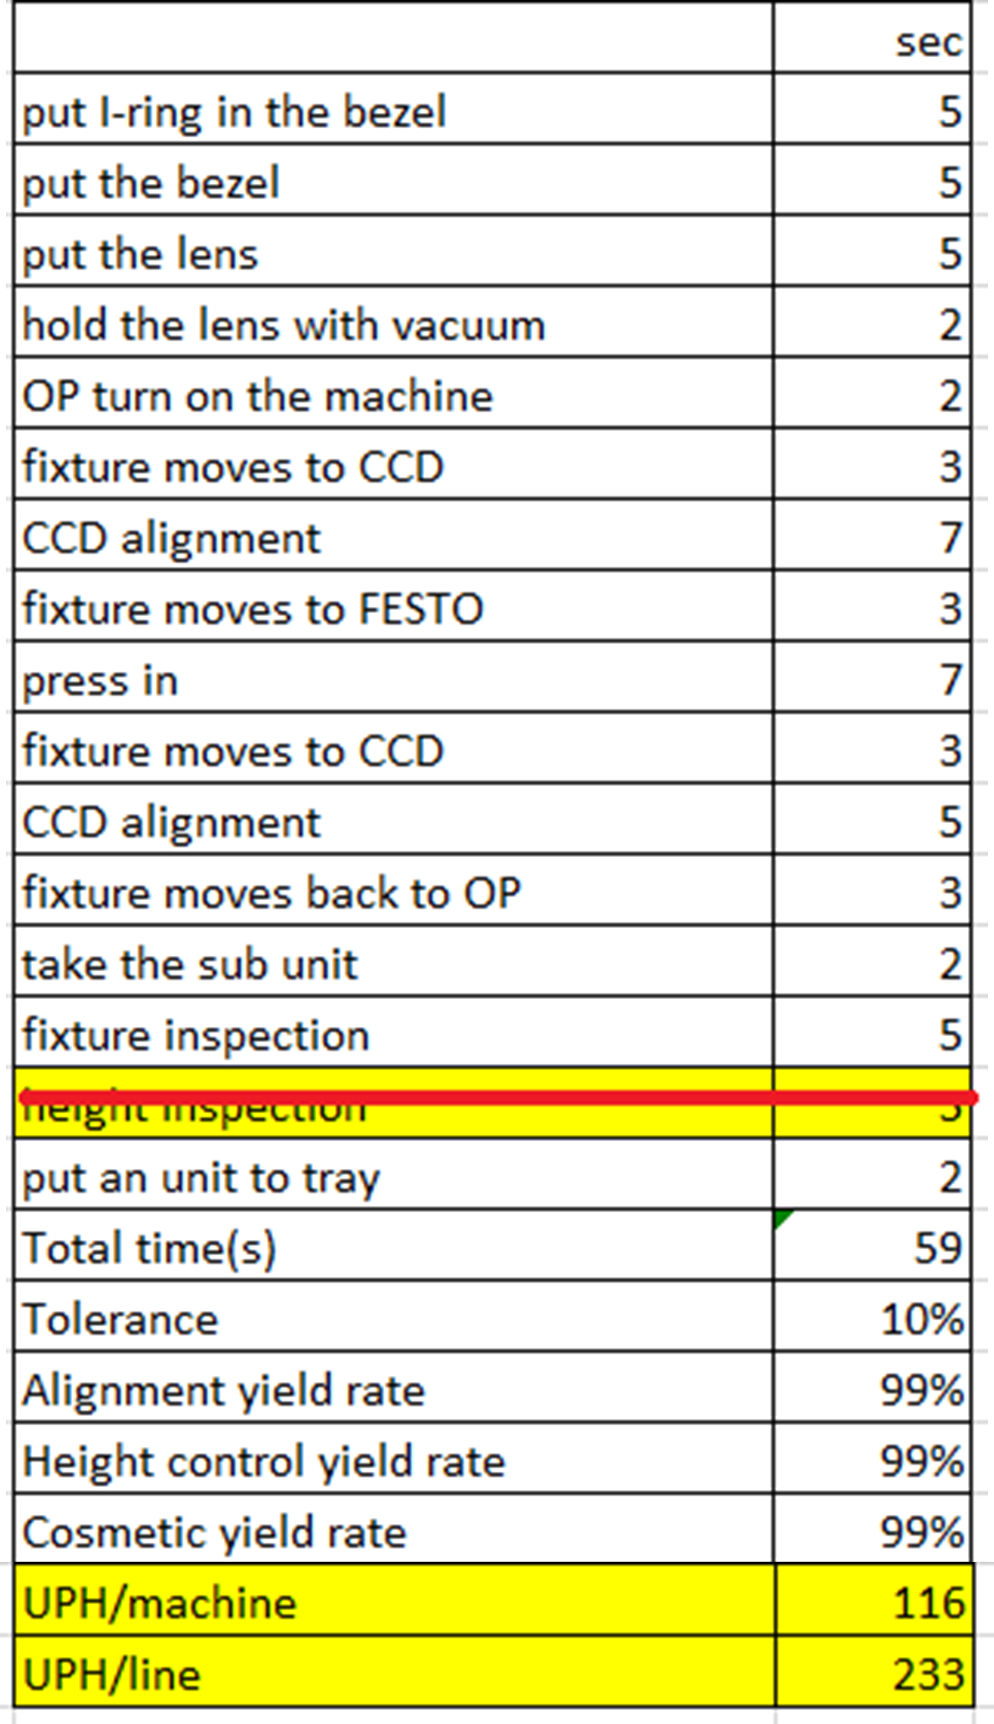 sec
put I-ring in the bezel 5
put the bezel 5
put the lens 5
hold the lens with vacuum 2
OP turn on the machine 2
fixture moves to CCD 3
CCD alignment 7
fixture moves to FESTO 3
press in 7
fixture moves to CCD 3
CCD alignment 5
fixture moves back to OP 3
take the sub unit 2
fixture inspection 5
height inspection
put an unit to tray 2
Total time(s) 59
Tolerance 10%
Alignment yield rate 99%
Height control yield rate 99%
Cosmetic yield rate 99%
UPH/machine 116
UPH/line 233